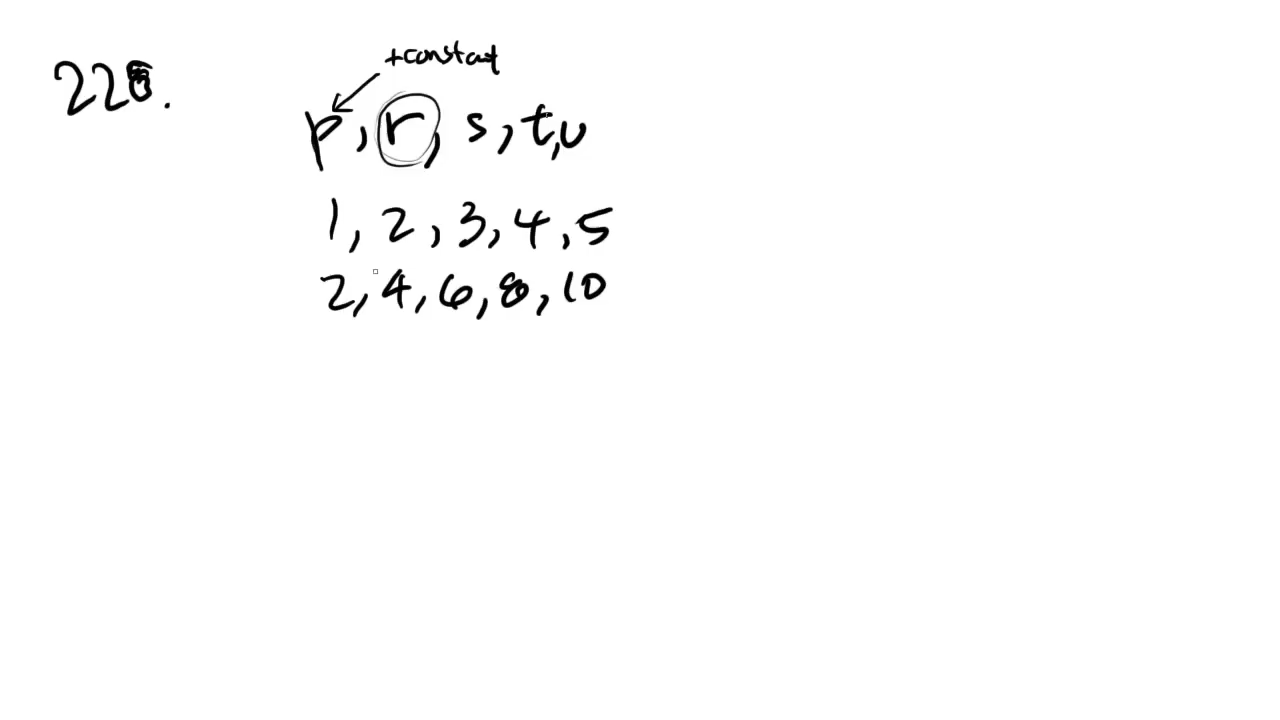 +constant
p, r, s, t, u
1, 2, 3, 4, 5
2, 4, 6, 8, 10